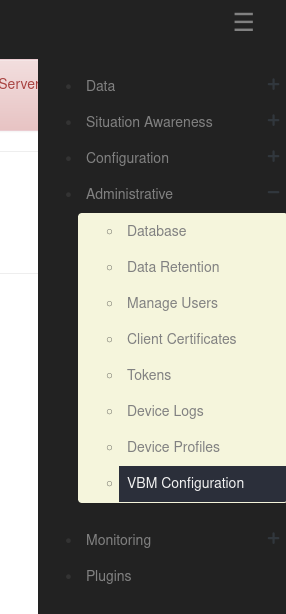 Server
Data
Situation Awareness
Configuration
Administrative
Database
Data Retention
Manage Users
Client Certificates
Tokens
Device Logs
Device Profiles
VBM Configuration
Monitoring
Plugins